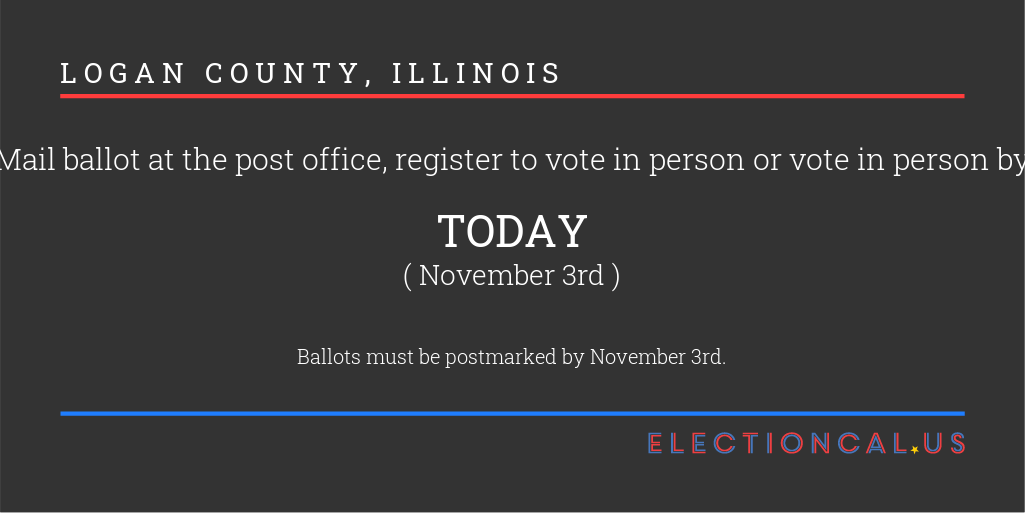 LOGAN COUNTY, ILLINOIS
Mail ballot at the post office, register to vote in person or vote in person by
TODAY
( November 3rd )
Ballots must be postmarked by November 3rd.
ELECTIONCAL.US